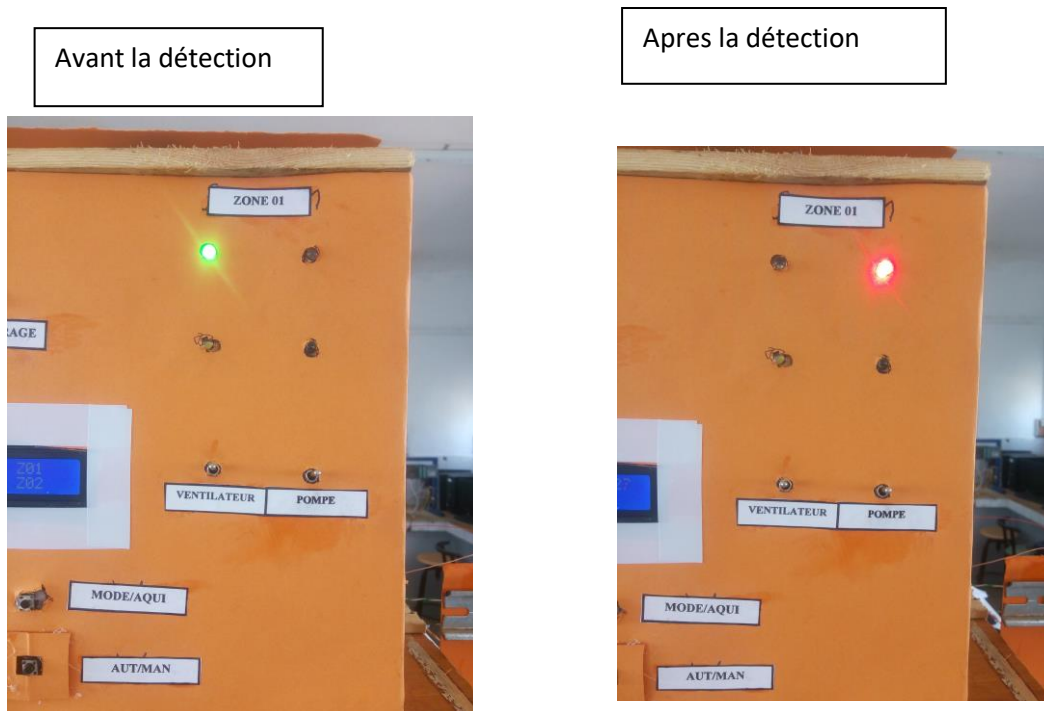 Avant la détection
Apres la détection
ZONE 01
Z01
Z02
VENTILATEUR
POMPE
MODE/AQUI
AUT/MAN
ZONE 01
VENTILATEUR
POMPE
MODE/AQUI
AUT/MAN